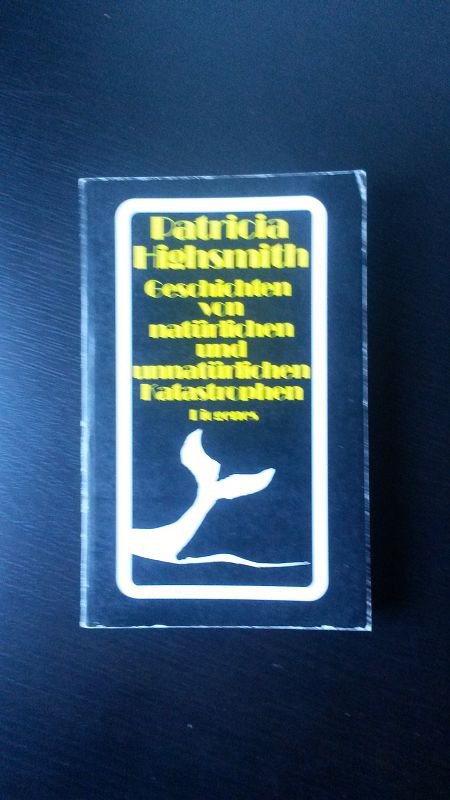 Patricia
Highsmith
Geschichten
von
natürlichen
und
unnatürlichen
Katastrophen
Diogenes